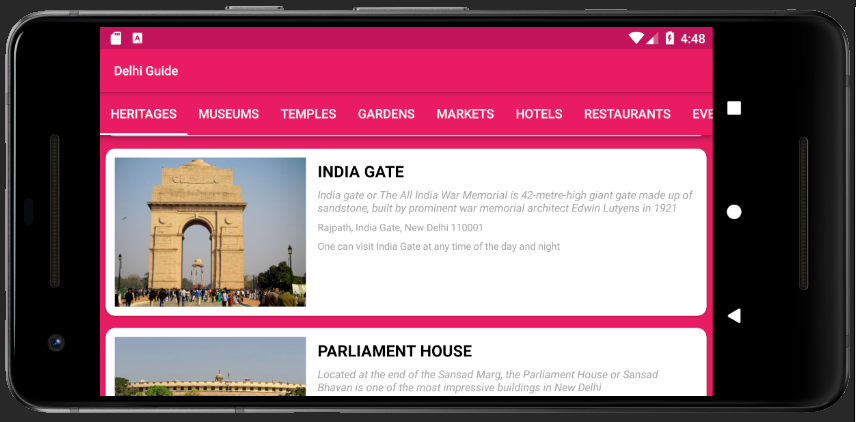 4:48
Delhi Guide
HERITAGES MUSEUMS TEMPLES GARDENS MARKETS HOTELS RESTAURANTS EVE
INDIA GATE
India gate or The All India War Memorial is 42-metre-high giant gate made up of
sandstone, built by prominent war memorial architect Edwin Lutyens in 1921
Rajpath, India Gate, New Delhi 110001
One can visit India Gate at any time of the day and night
PARLIAMENT HOUSE
Located at the end of the Sansad Marg, the Parliament House or Sansad
Bhavan is one of the most impressive buildings in New Delhi